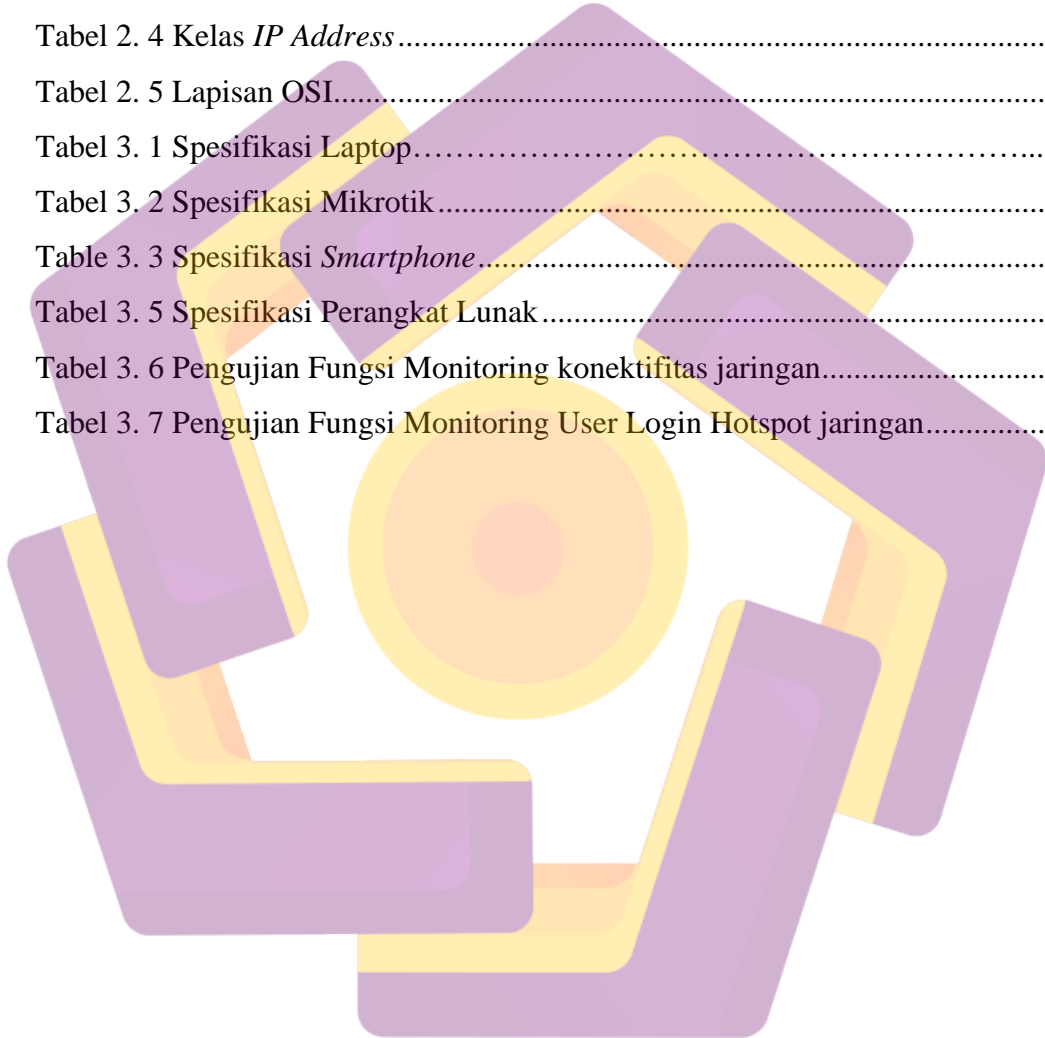 Tabel 2. 4 Kelas IP Address.......................................................................................
Tabel 2. 5 Lapisan OSI................................................................................................
Tabel 3. 1 Spesifikasi Laptop…………………………………………………………...
Tabel 3. 2 Spesifikasi Mikrotik..................................................................................
Table 3. 3 Spesifikasi Smartphone.............................................................................
Tabel 3. 5 Spesifikasi Perangkat Lunak....................................................................
Tabel 3. 6 Pengujian Fungsi Monitoring konektifitas jaringan..............................
Tabel 3. 7 Pengujian Fungsi Monitoring User Login Hotspot jaringan................